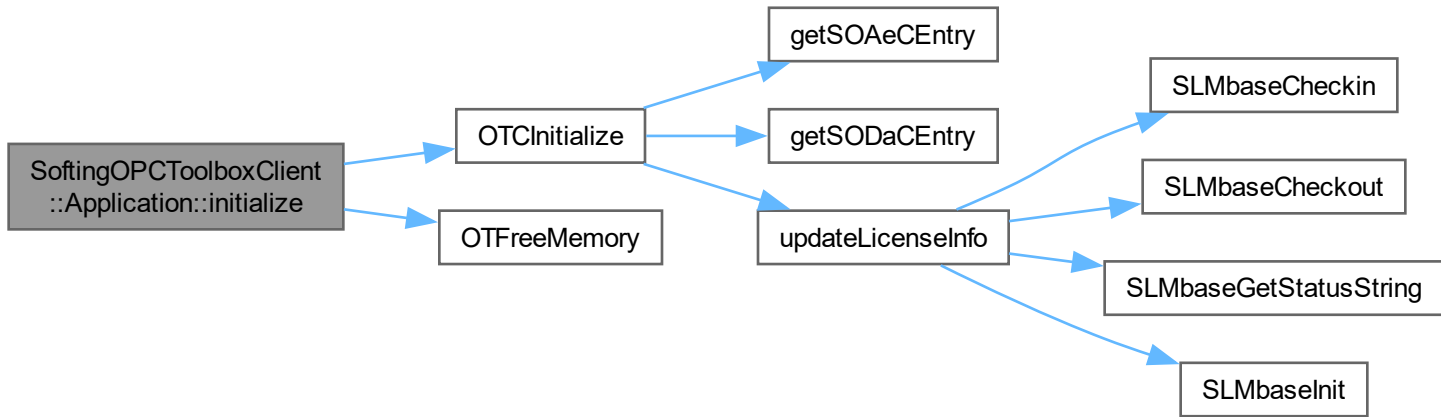 SoftingOPCToolboxClient
::Application::initialize
OTCInitialize
OTFreeMemory
getSOAeCEntry
getSODaCEntry
updateLicenseInfo
SLMbaseCheckin
SLMbaseCheckout
SLMbaseGetStatusString
SLMbaseInit